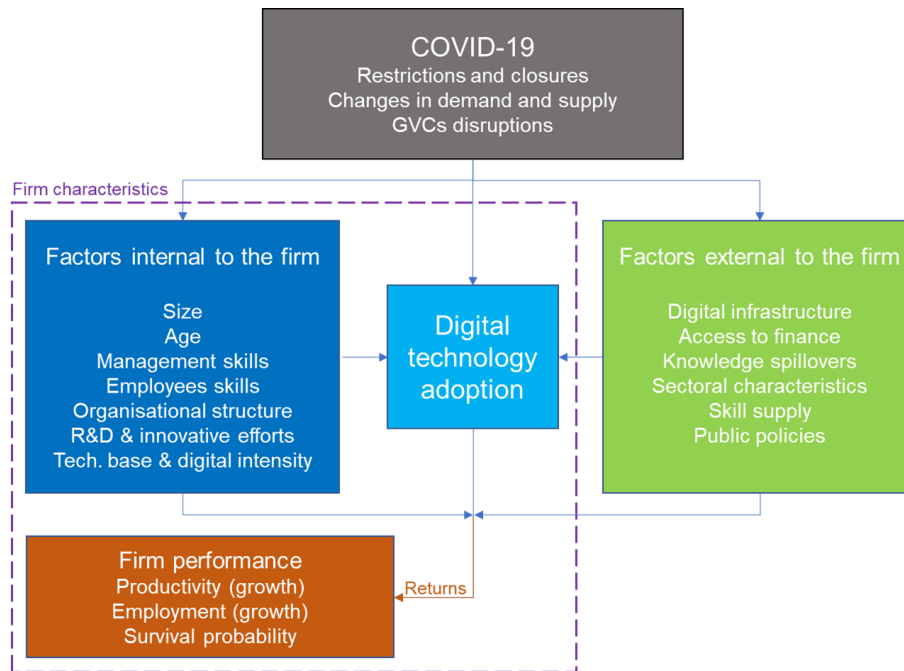 COVID-19
Restrictions and closures
Changes in demand and supply
GVCs disruptions
Firm characteristics
Factors internal to the firm
Size
Age
Management skills
Employees skills
Organisational structure
R&D & innovative efforts
Tech. base & digital intensity
Digital
technology
adoption
Factors external to the firm
Digital infrastructure
Access to finance
Knowledge spillovers
Sectoral characteristics
Skill supply
Public policies
Firm performance
Productivity (growth)
Employment (growth)
Survival probability
Returns